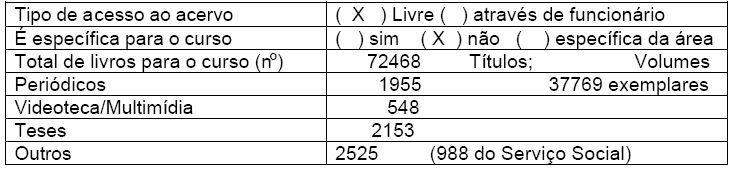 Tipo de acesso ao acervo ( X ) Livre ( ) através de funcionário
É específica para o curso ( ) sim ( X ) não ( ) específica da área
Total de livros para o curso (nº) 72468 Títulos; Volumes
Periódicos 1955 37769 exemplares
Videoteca/Multimídia 548
Teses 2153
Outros 2525 (988 do Serviço Social)